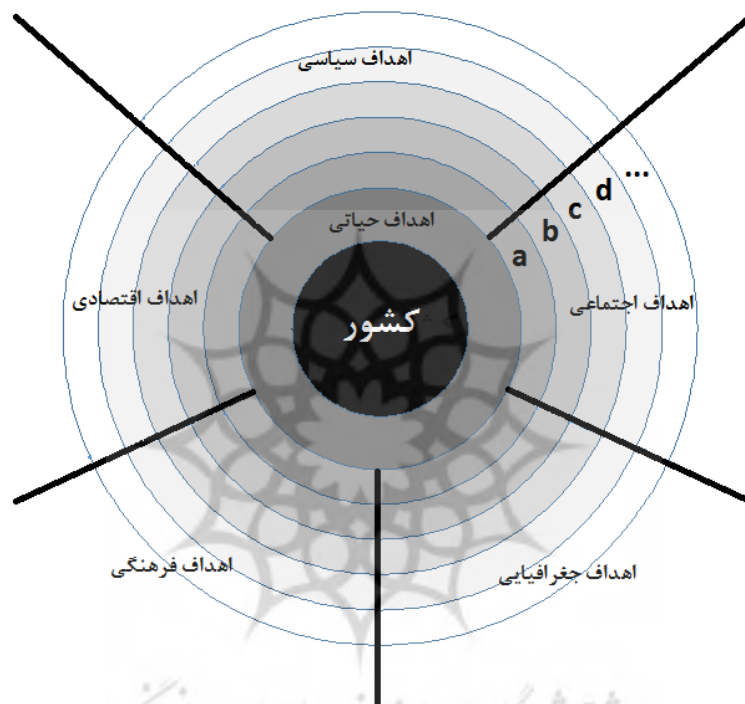 اهداف سیاسی
...
d
c
b
a
اهداف حیاتی
اهداف اقتصادی
اهداف اجتماعی
کشور
اهداف فرهنگی
اهداف جغرافیایی